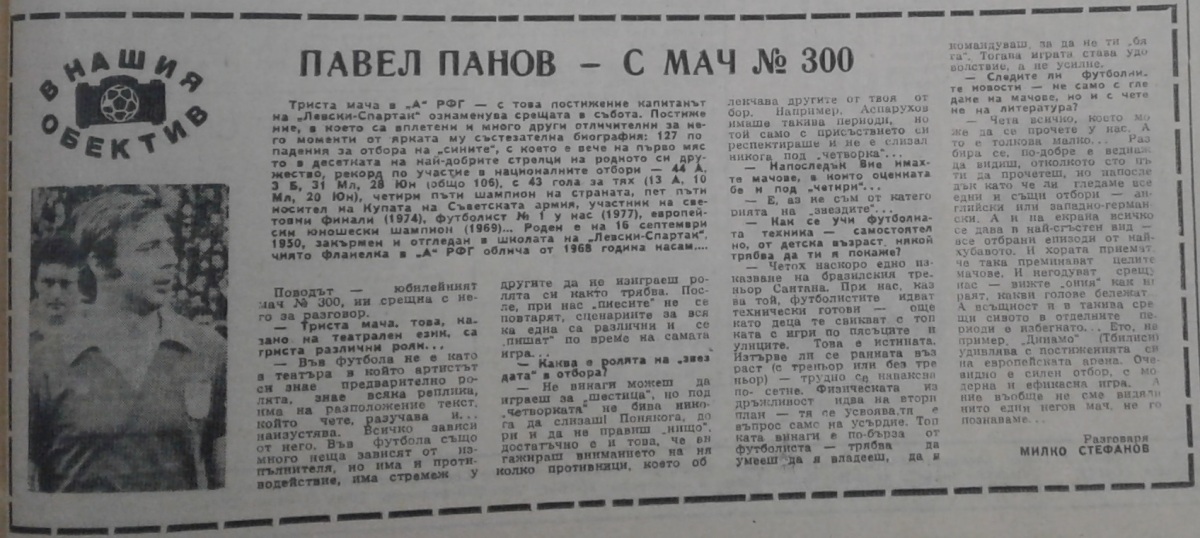 В НАШИЯ
ОБЕКТИВ
ПАВЕЛ ПАНОВ – С МАЧ № 300
Триста мача в „А“ РФГ — с това постижение капитанът
на „Левски-Спартак“ ознаменува срещата в събота. Постиже
ние, в което са вплетени и много други отличителни за не-
го моменти от ярката му състезателна биография: 127 по
падения за отбора на „сините“, с което е вече на първо мяс
то в десетката на най-добрите стрелци на родното си дру-
жество, рекорд по участие в националните отбори — 44 А,
3 Б, 31 Мл, 28 Юн (общо 106), с 43 гола за тях (13 А, 10
Мл, 20 Юн), четири пъти шампион на страната, пет пъти
носител на Купата на Съветската армия, участник на све-
товни финали (1974), футболист № 1 у нас (1977), европей-
сни юношески шампион (1969)... Роден е на 16 септември
1950, закърмен и отгледан в школата на „Левски-Спартак“,
чиято фланелка в „А“ РФГ облича от 1968 година насам....
Поводът — юбилейният
мач № 300, ни срещна с не-
го за разговор.
— Триста мача, това, ка-
зано на театрален език, са
триста различни роли...
— Във футбола не е като
в театъра в който артистът
си знае предварително ро-
лята, знае всяка реплика,
има на разположение текст,
който чете, разучава и...
наизустява. Всичко зависи
от него. Във футбола също
много неща зависят от из-
пълнителя, но има и проти-
водействие, има стремеж у
другите да не изиграеш ро-
лята си както трябва. Пос-
ле, при нас „пиесите“ не се
повтарят, сценариите за вся
ка една са различни и се
„пишат“ по време на самата
игра...
— Каква е ролята на „звез
дата“ в отбора?
— Не винаги можеш да
играеш за „шестица“, но под
„четворката“ не бива нико-
га да слизаш! Понякога, до
ри и да не правиш „нищо“,
достатъчно е и това, че ан
гажираш вниманието на ня
колко противници, което об
лекчава другите от твоя от
бор. Например, Аспарухов
имаше такива периоди, но
той само с присъствието си
респектираше и не е слизал
никога под „четворка“...
— Напоследък Вие имах-
те мачове, в които оценката
бе и под „четири“...
— Е, аз не съм от катего
рията на „звездите“...
— Как се учи футболна-
та техника — самостоятел
но, от детска възраст, някой
трябва да ти я покаже?
— Четох наскоро едно из-
казване на бразилския тре-
ньор Сантана. При нас, каз
ва той, футболистите идват
технически готови — още
като деца те свикват с топ
ката с игри по пясъците и
улиците. Това е истината.
Изтърве ли се ранната въз
раст (с треньор или без тре
ньор) — трудно се наваксва
по-сетне. Физическата из
дръжливост идва на втори
план — тя се усвоява, тя е
въпрос само на усърдие. Топ
ката винаги е по-бърза от
футболиста — трябва да
умееш да я владееш, да я
командуваш, за да не ти „бя
га“. Тогава играта става удо
волствие, а не усилие.
— Следите ли футболни-
те новости — не само с гле
дане на мачове, но и с чете
не на литература?
— Чета всичко, което мо
же да се прочете у нас. А
то е толкова малко... Раз
бира се, по-добре е веднаж
да видиш, отколкото сто пъ
ти да прочетеш, но напосле
дък като че ли гледаме все
едни и същи отбори — ан-
глийски или западно-герман-
ски. А и на екрана всичко
се дава в най-сгъстен вид —
все отбрани епизоди от най-
хубавото. И хората приемат,
че така преминават целите
мачове. И негодуват срещу
нас — вижте „ония“ как иг
раят, какви голове бележат.
А всъщност и в такива сре
щи сивото в отделните пе-
риоди е избегнато... Ето, на
пример, „Динамо“ (Тбилиси)
удивлява с постиженията си
на европейската арена. Оче-
видно е силен отбор, с мо
дерна и ефикасна игра. А
ние въобще не сме видяли
нито един негов мач, не го
познаваме...
Разговаря
МИЛКО СТЕФАНОВ